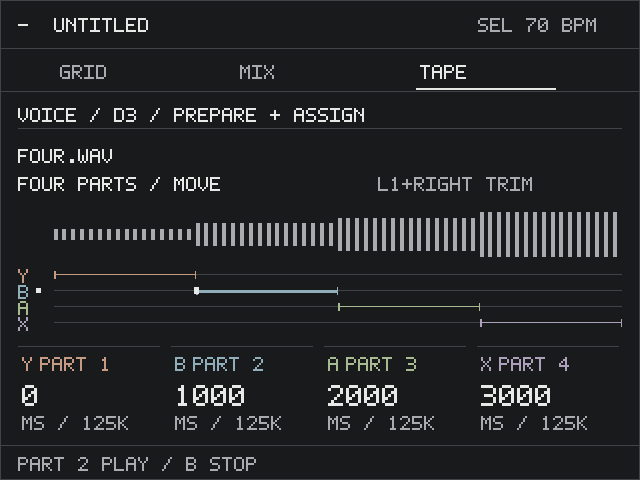 – UNTITLED SEL 70 BPM
GRID MIX TAPE
VOICE / D3 / PREPARE + ASSIGN
FOUR.WAV
FOUR PARTS / MOVE L1+RIGHT TRIM
Y
B
A
X
Y PART 1 B PART 2 A PART 3 X PART 4
0 1000 2000 3000
MS / 125K MS / 125K MS / 125K MS / 125K
PART 2 PLAY / B STOP